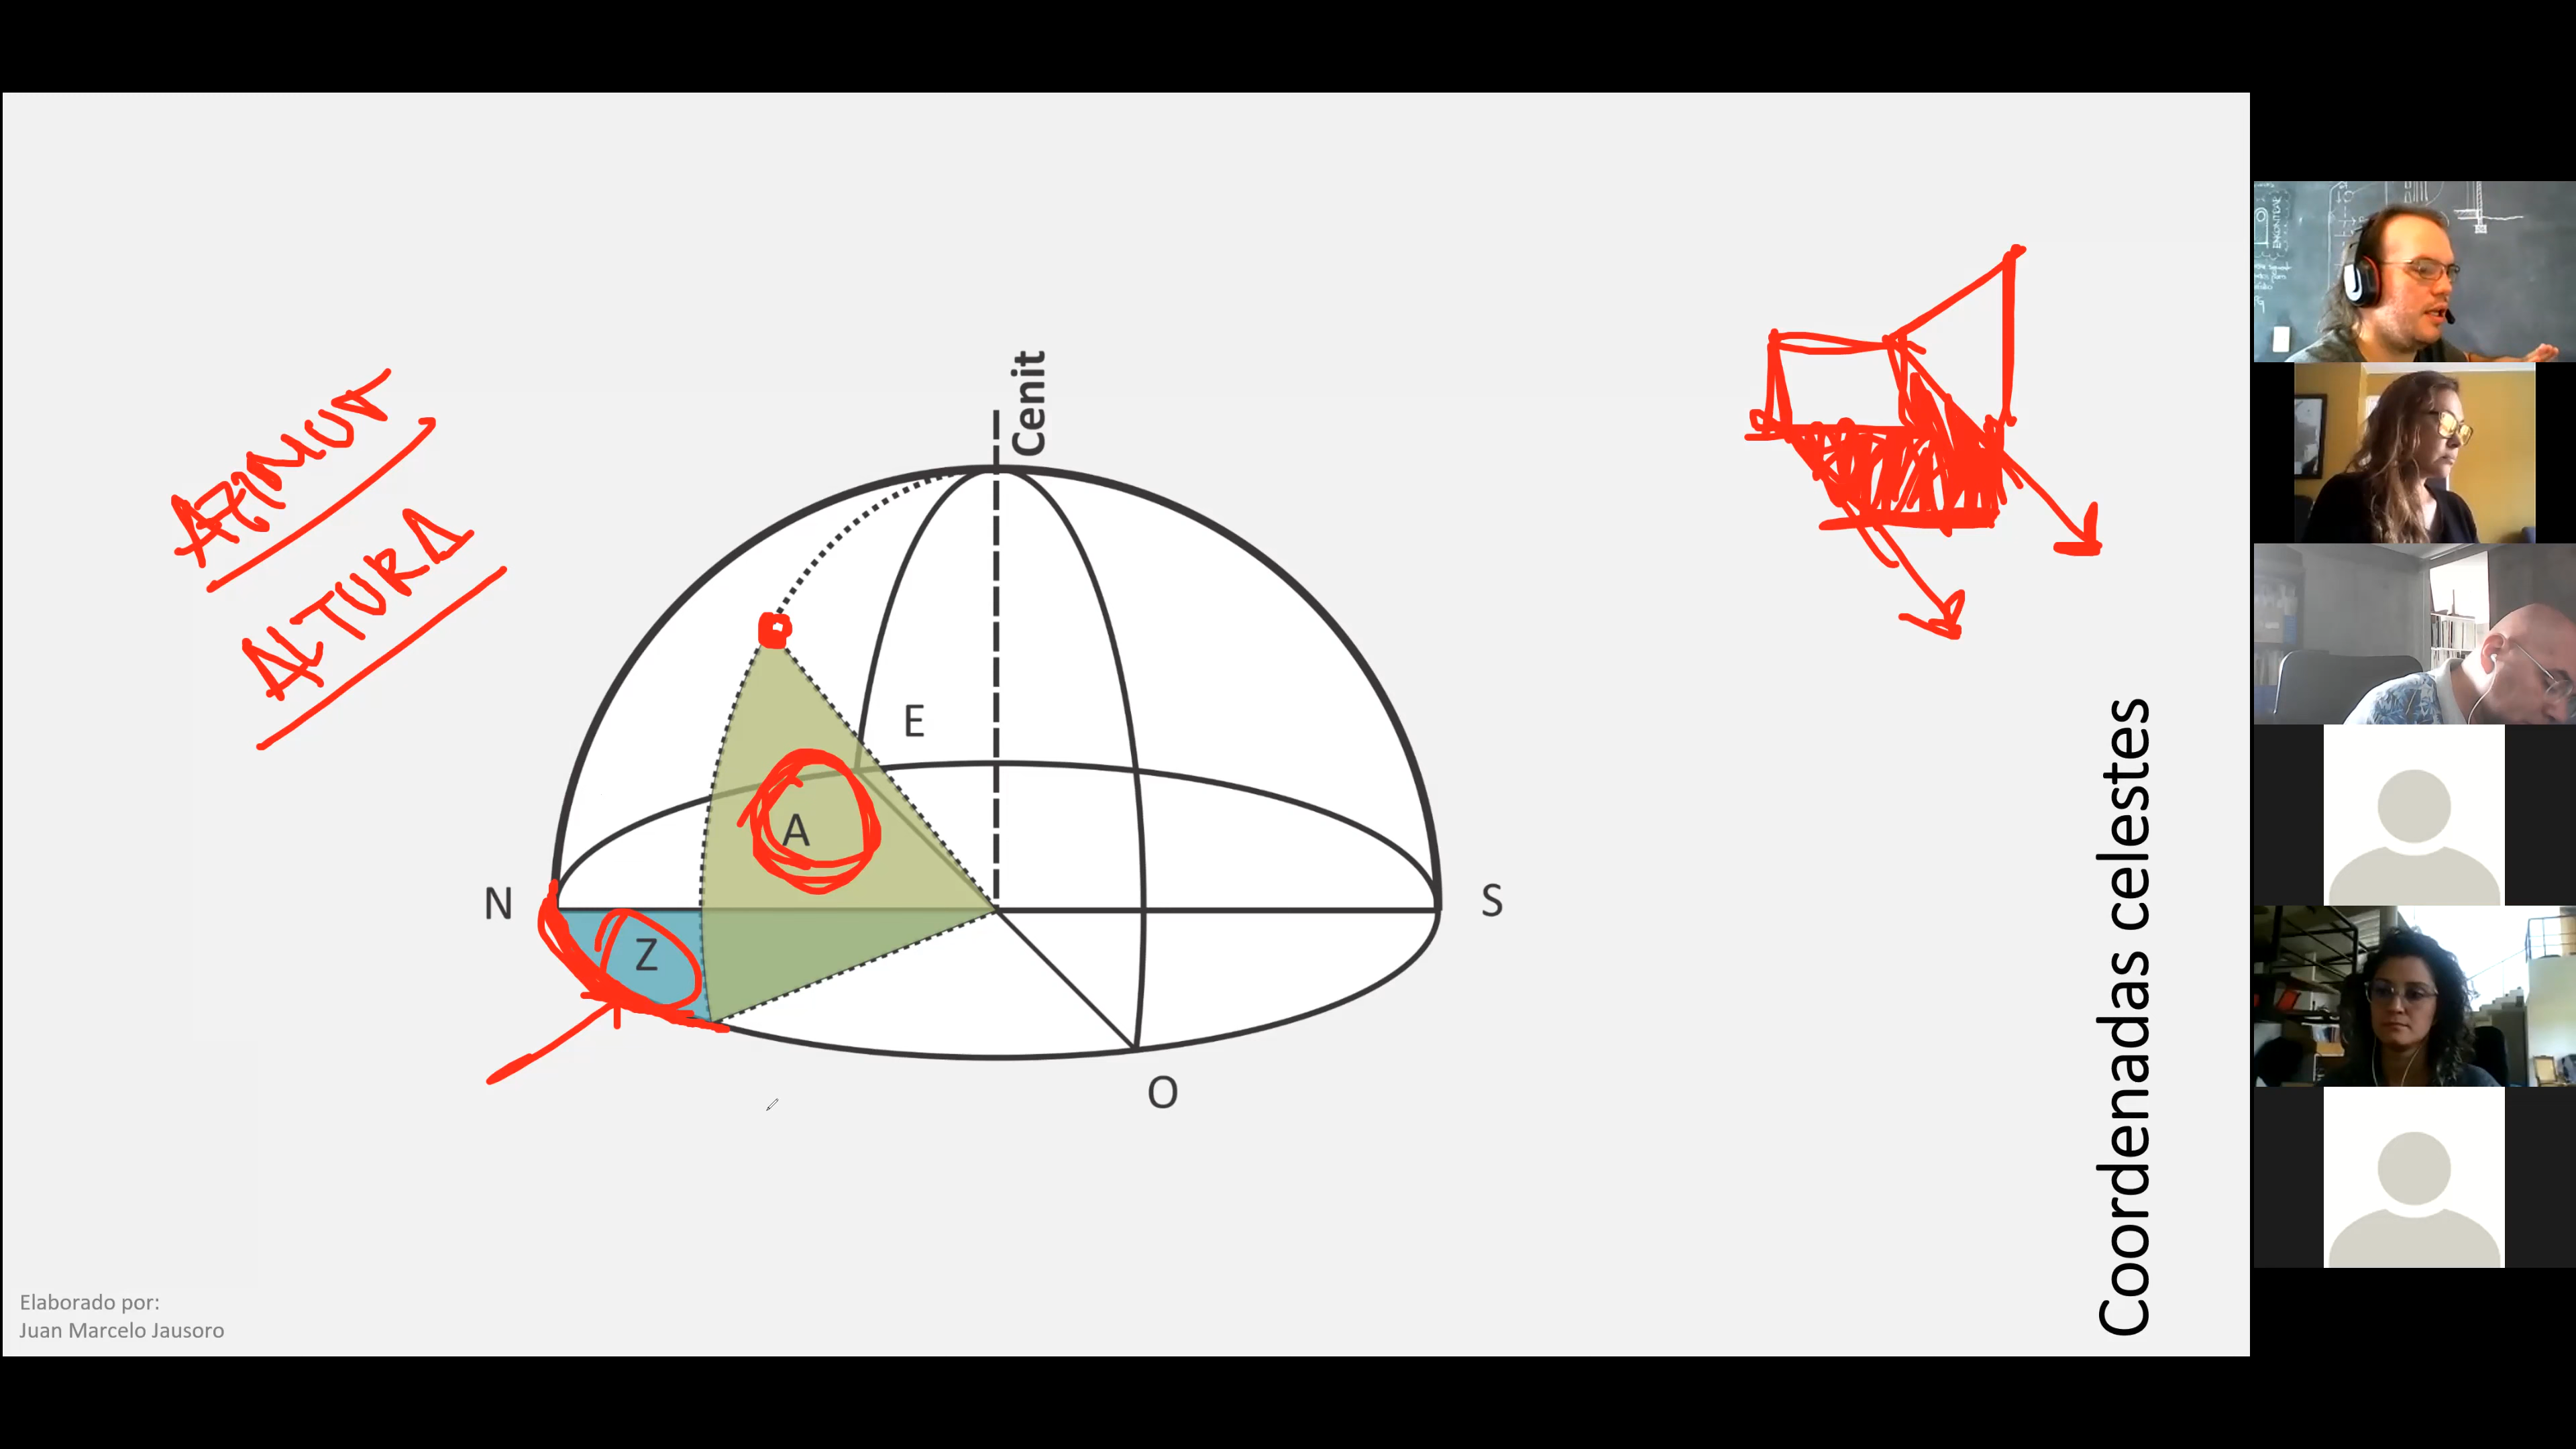 AZIMUT
ALTURA
Cenit
E
A
N
S
Z
O
Coordenadas celestes
Elaborado por:
Juan Marcelo Jausoro